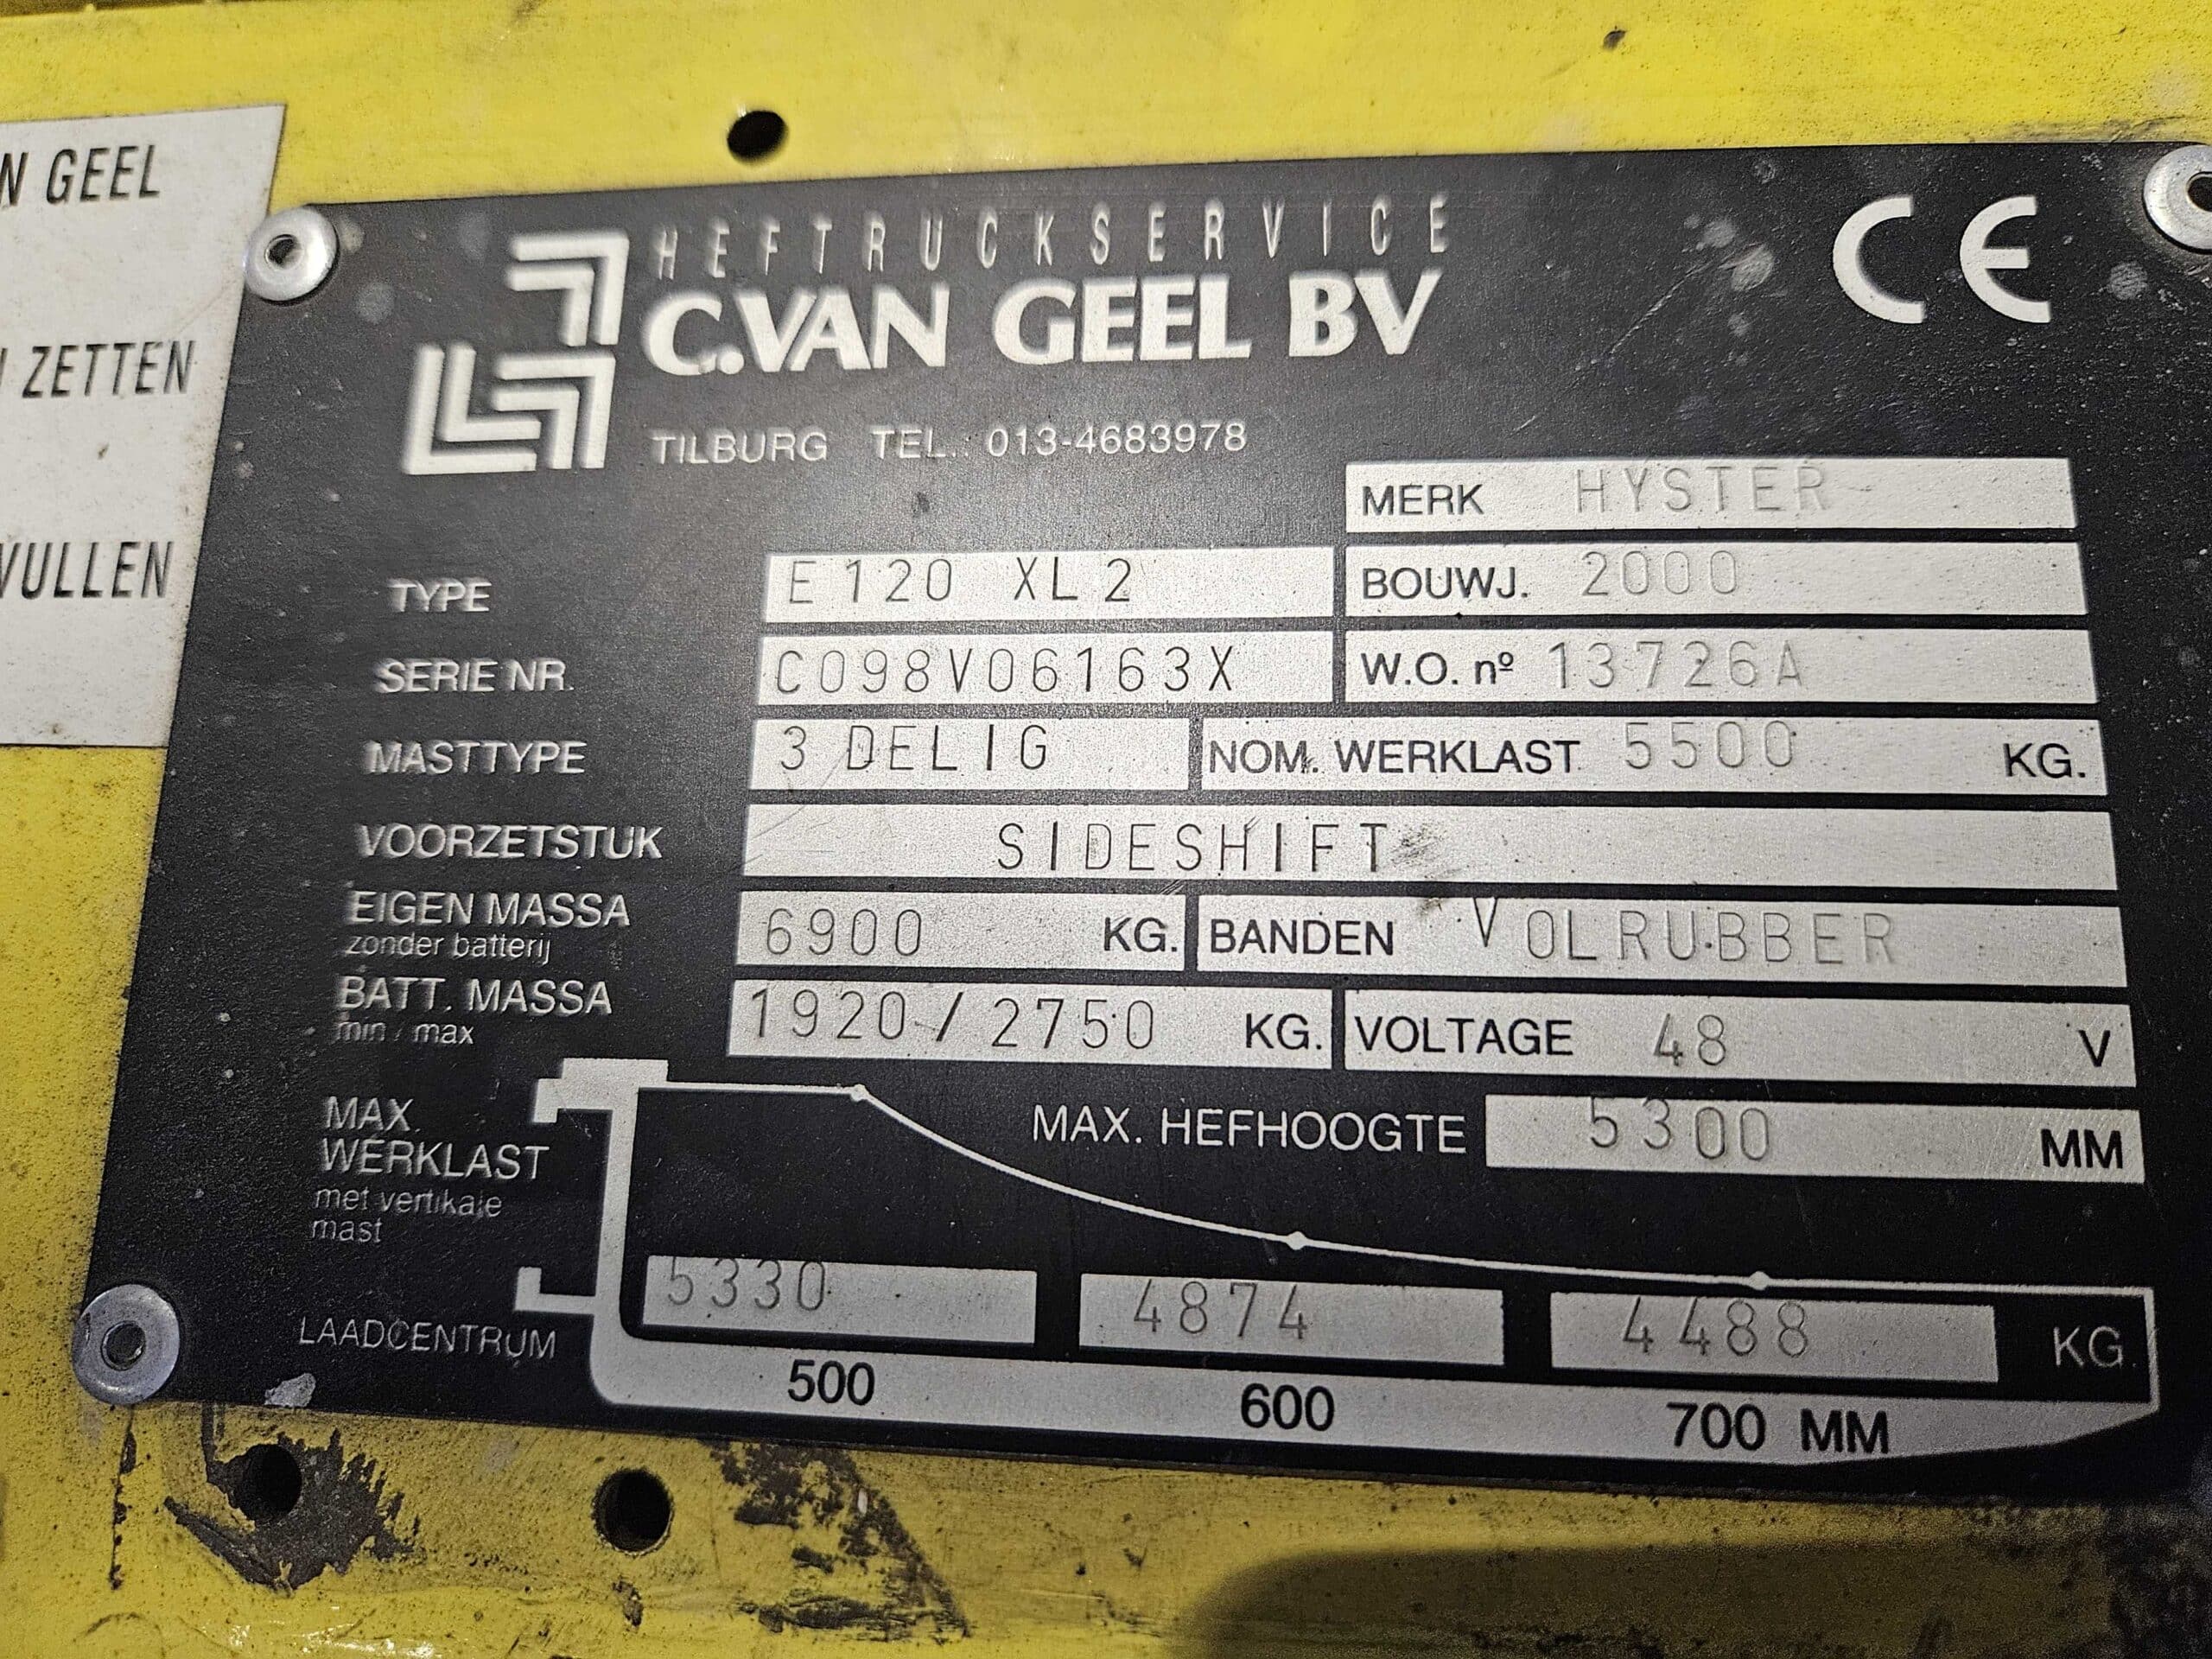 N GEEL
ZETTEN
VULLEN
HEFTRUCKSERVICE
C.VAN GEEL BV
CE
TILBURG TEL.: 013-4683978
MERK HYSTER
TYPE E120 XL2 BOUWJ. 2000
SERIE NR. C098V06163X W.O. nº 13726A
MASTTYPE 3 DELIG NOM. WERKLAST 5500 KG.
VOORZETSTUK SIDESHIFT
EIGEN MASSA 6900 KG. BANDEN VOLRUBBER
zonder batterij
BATT. MASSA 1920/2750 KG. VOLTAGE 48 V
min / max
MAX. HEFHOOGTE 5300 MM
MAX.
WERKLAST
met vertikale
mast
5330 4874 4488 KG.
LAADCENTRUM 500 600 700 MM